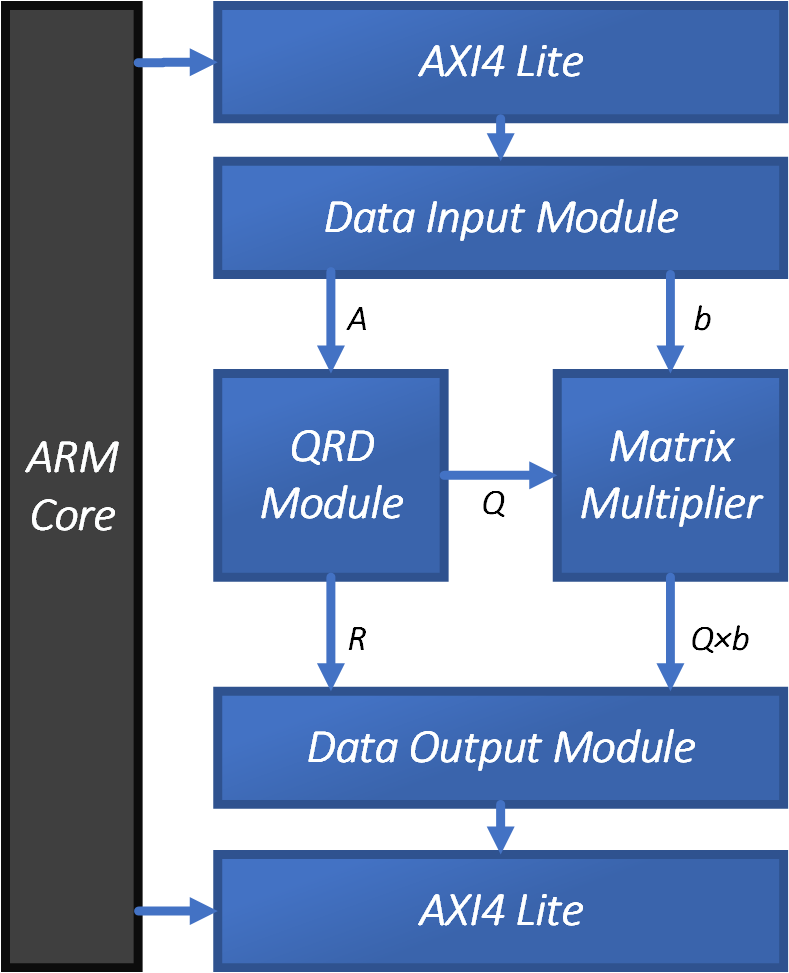 AXI4 Lite
Data Input Module
A
b
ARM
Core
QRD
Module
Q
Matrix
Multiplier
R
Q×b
Data Output Module
AXI4 Lite